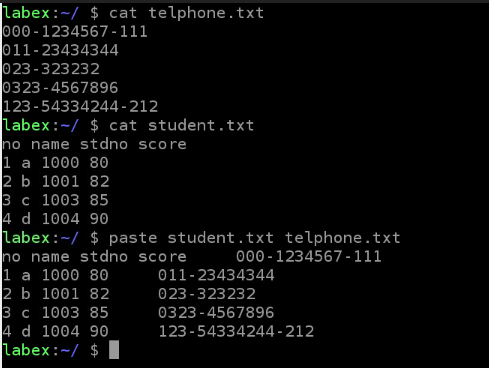 labex:~/ $ cat telphone.txt
000-1234567-111
011-23434344
023-323232
0323-4567896
123-54334244-212
labex:~/ $ cat student.txt
no name stdno score
1 a 1000 80
2 b 1001 82
3 c 1003 85
4 d 1004 90
labex:~/ $ paste student.txt telphone.txt
no name stdno score     000-1234567-111
1 a 1000 80     011-23434344
2 b 1001 82     023-323232
3 c 1003 85     0323-4567896
4 d 1004 90     123-54334244-212
labex:~/ $